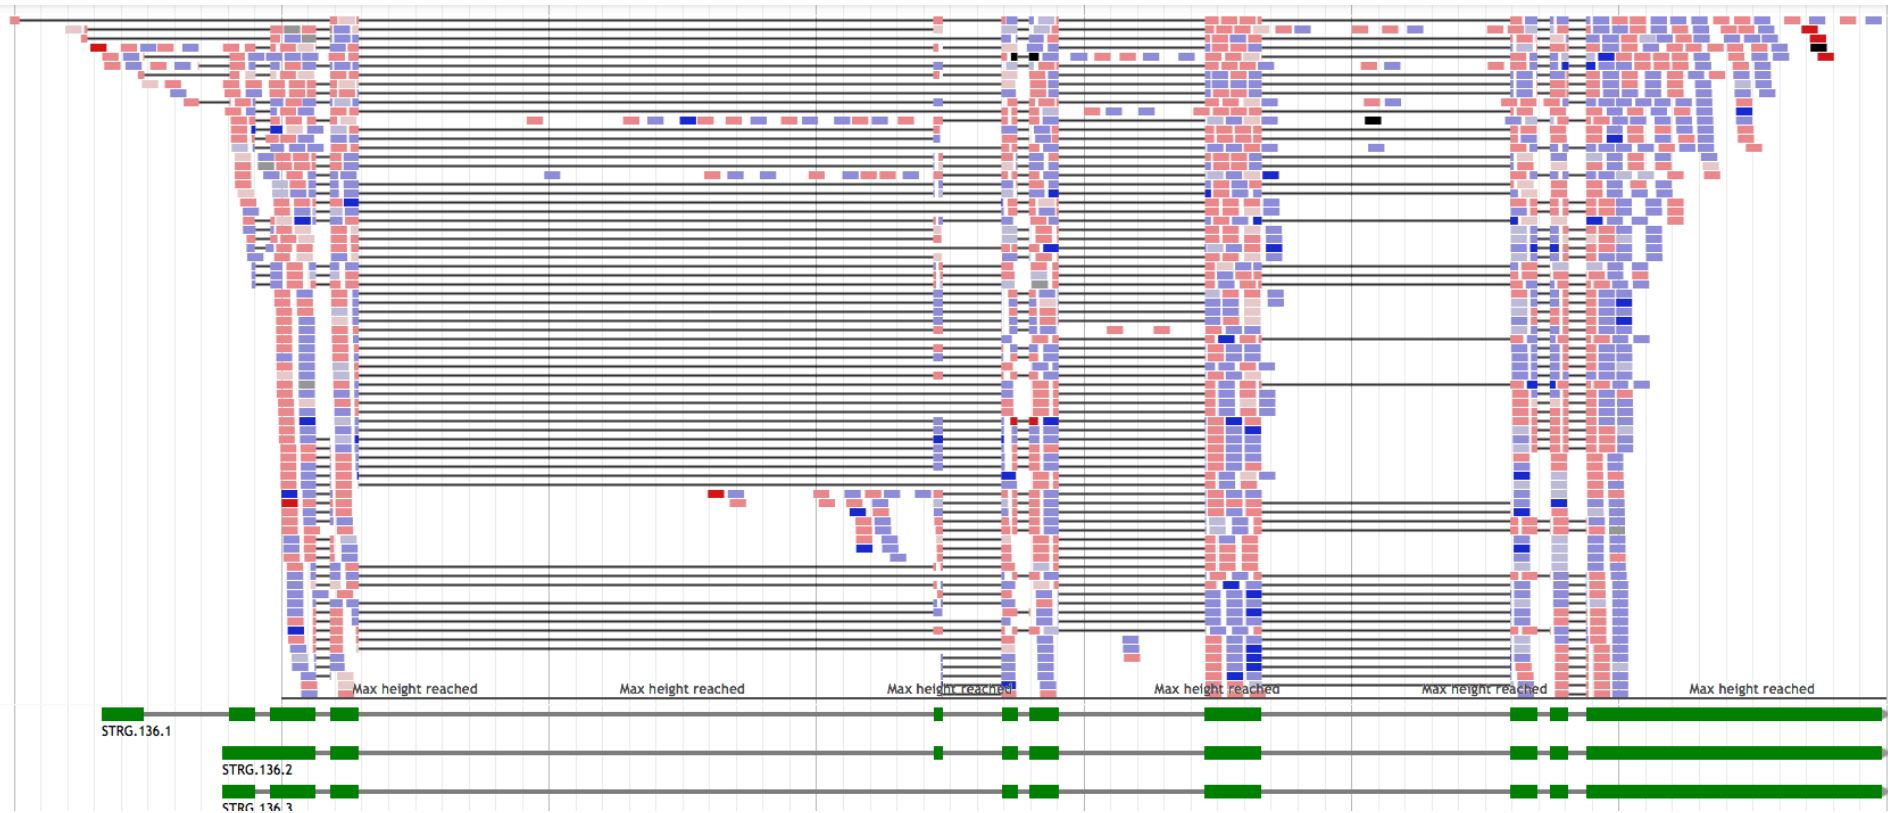 Max height reached Max height reached Max height reached Max height reached Max height reached Max height reached
STRG.136.1
STRG.136.2
STRG.136.3